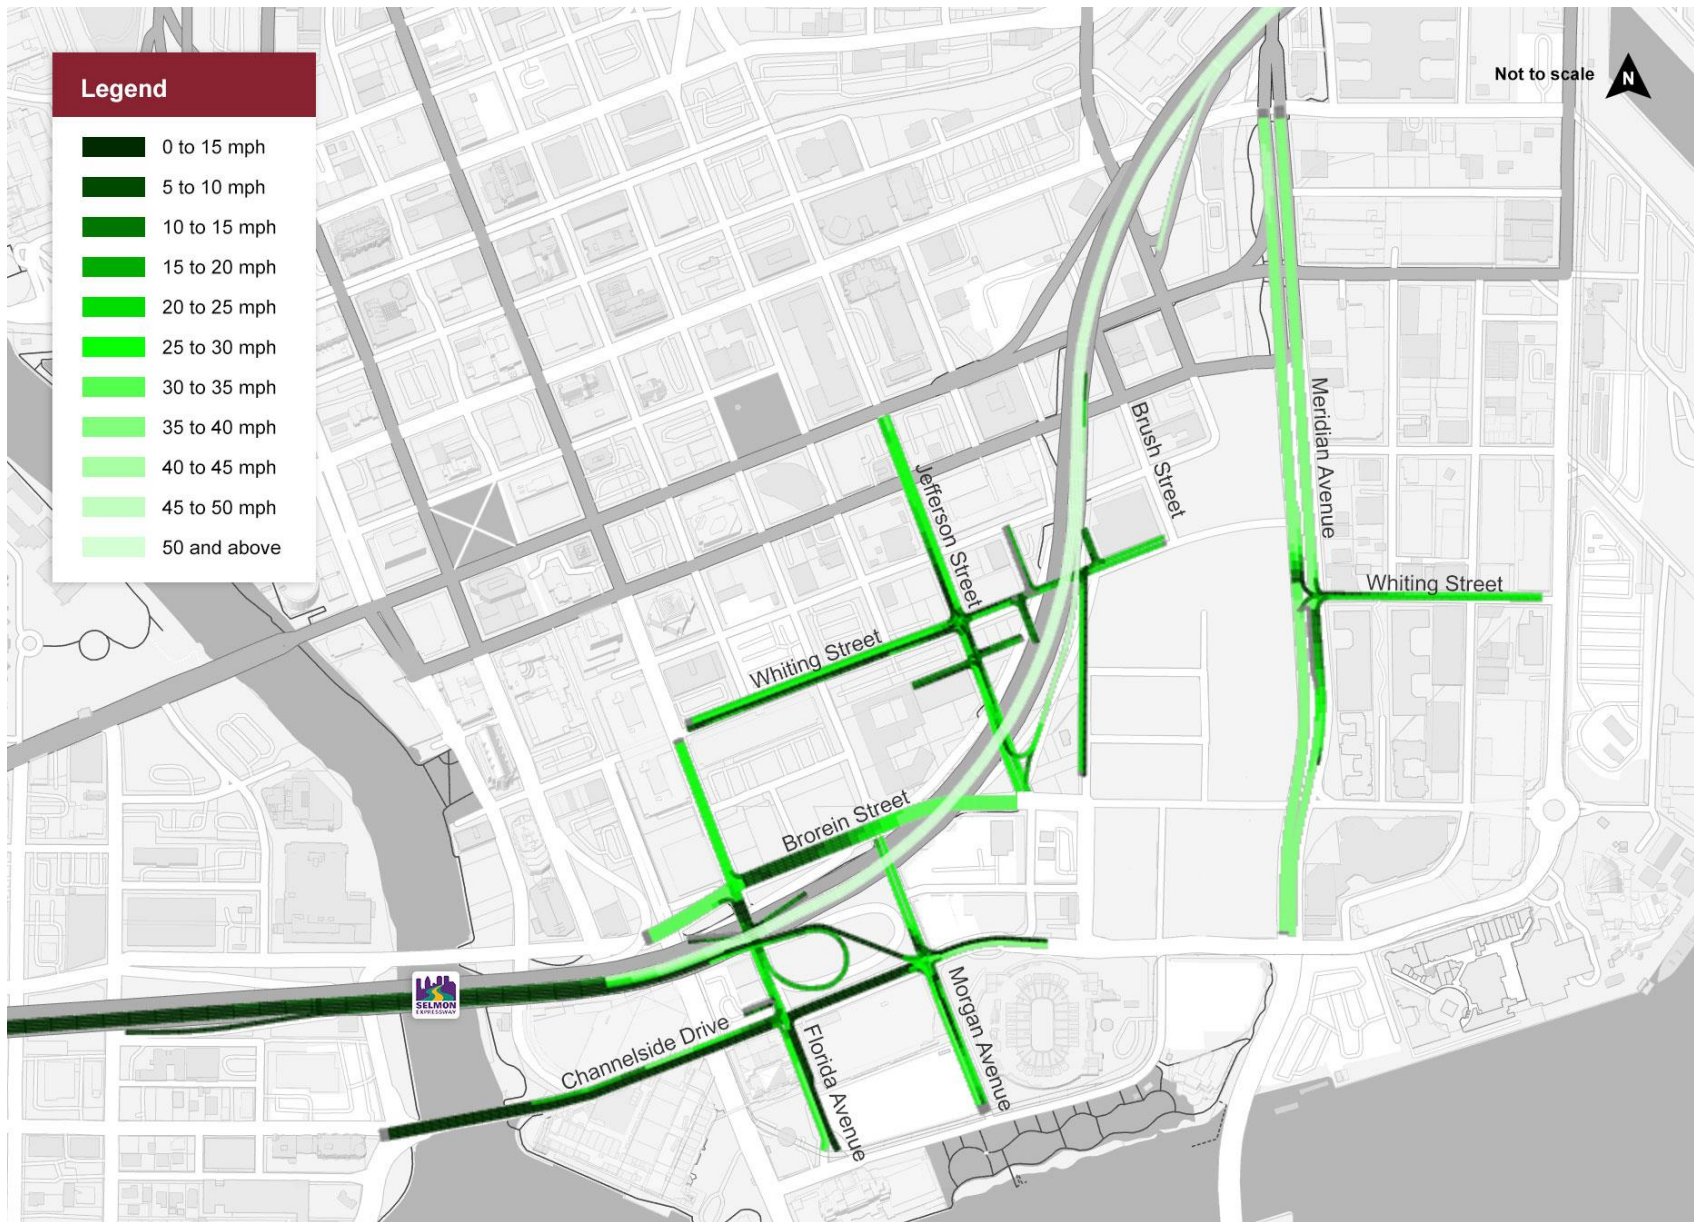 Legend
0 to 15 mph
5 to 10 mph
10 to 15 mph
15 to 20 mph
20 to 25 mph
25 to 30 mph
30 to 35 mph
35 to 40 mph
40 to 45 mph
45 to 50 mph
50 and above
Not to scale
N
Meridian Avenue
Brush Street
Jefferson Street
Whiting Street
Whiting Street
Brorein Street
SELMON
EXPRESSWAY
Channelside Drive
Florida Avenue
Morgan Avenue